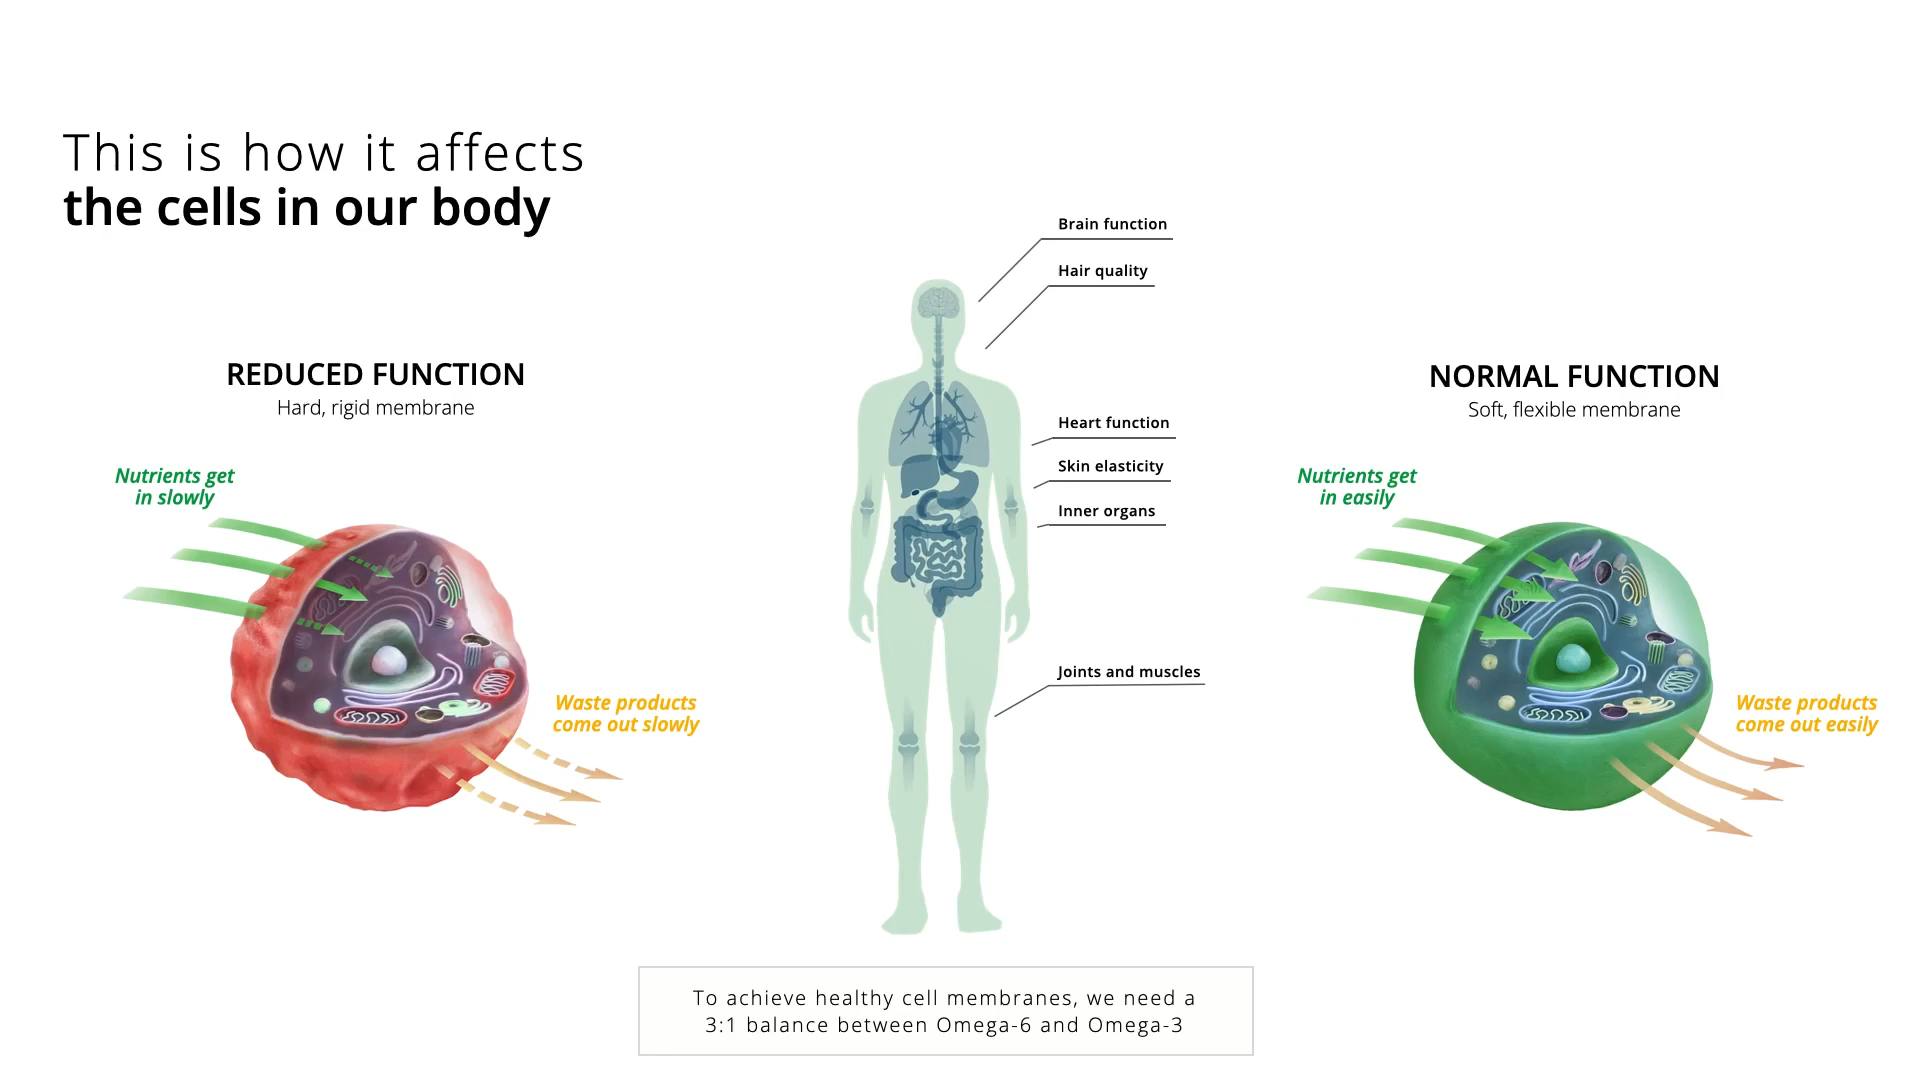 This is how it affects
the cells in our body
REDUCED FUNCTION
Hard, rigid membrane
Nutrients get
in slowly
Waste products
come out slowly
Brain function
Hair quality
Heart function
Skin elasticity
Inner organs
Joints and muscles
NORMAL FUNCTION
Soft, flexible membrane
Nutrients get
in easily
Waste products
come out easily
To achieve healthy cell membranes, we need a
3:1 balance between Omega-6 and Omega-3